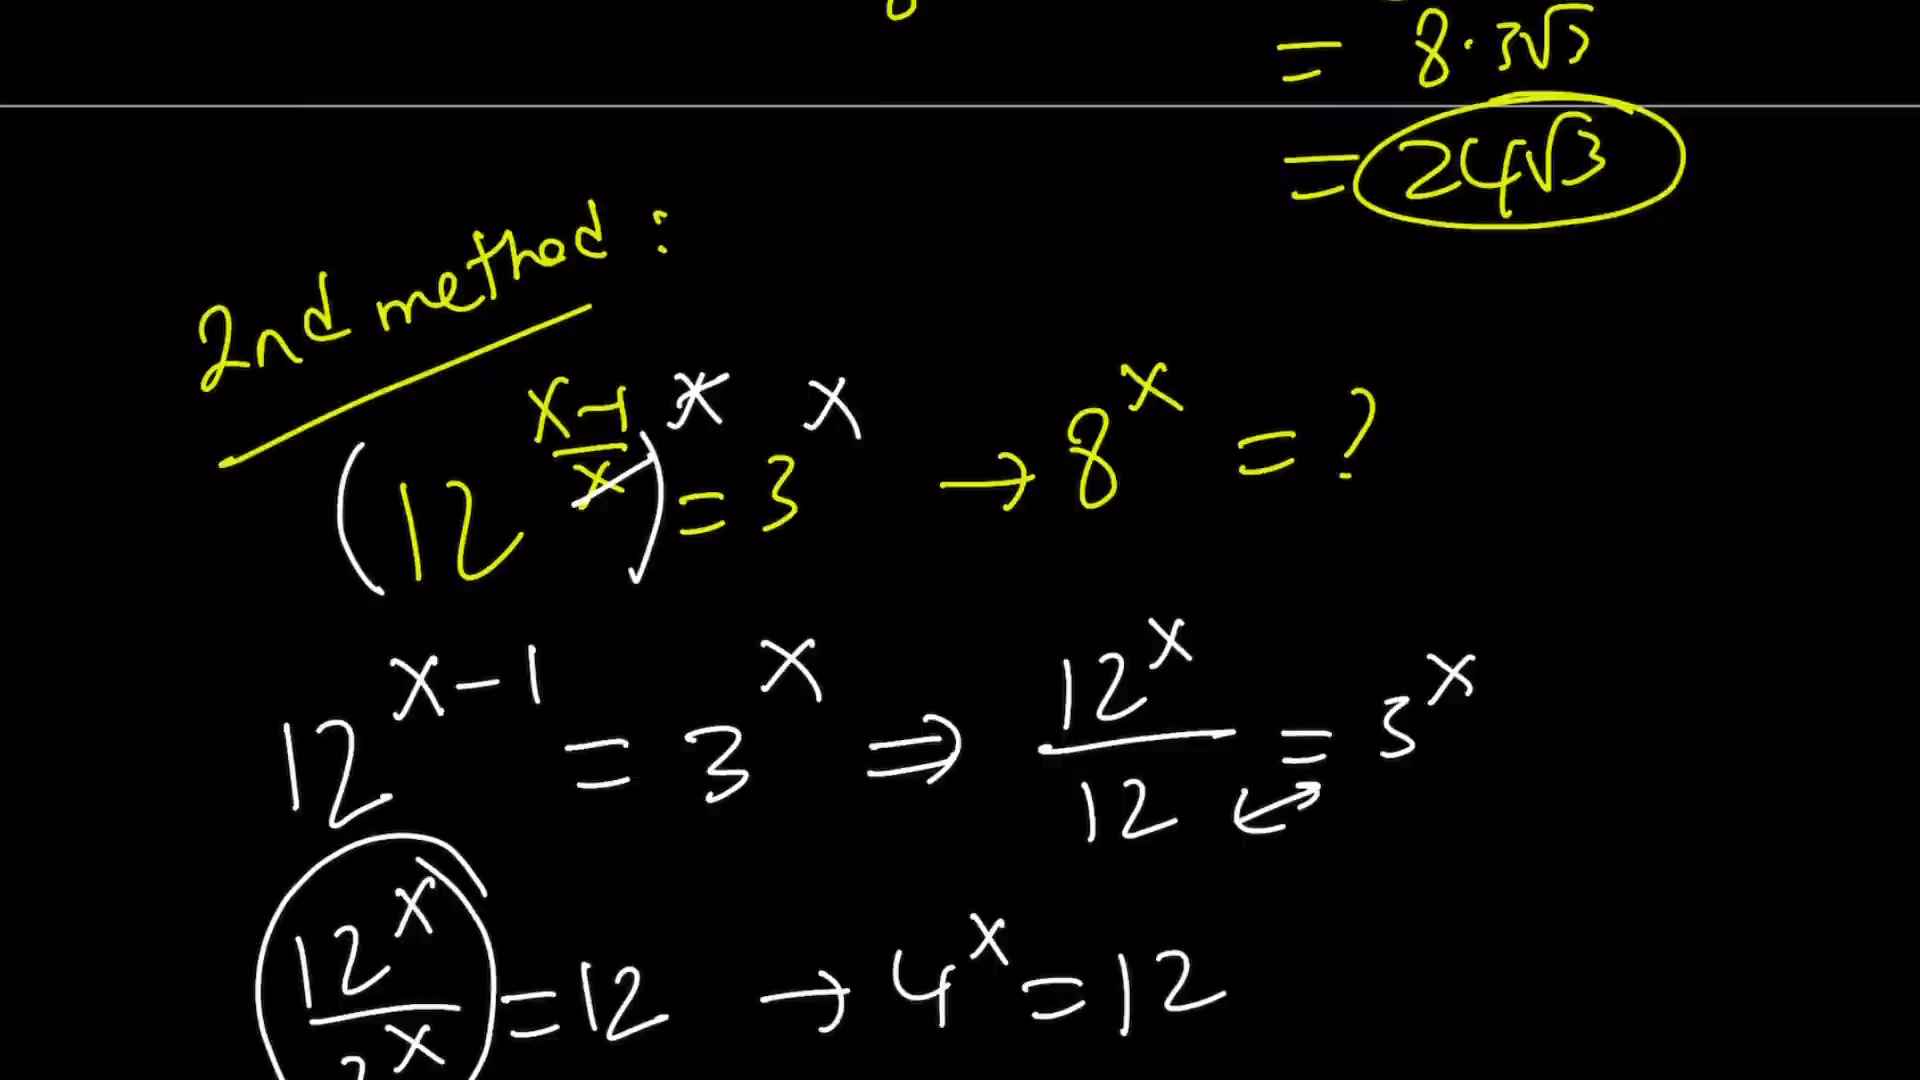 = 8·3√3
= 24√3
2nd method:
(12^((x-1)/x))^x = 3^x → 8^x = ?
12^(x-1) = 3^x ⇒ 12^x/12 = 3^x
12^x/3^x = 12 → 4^x = 12